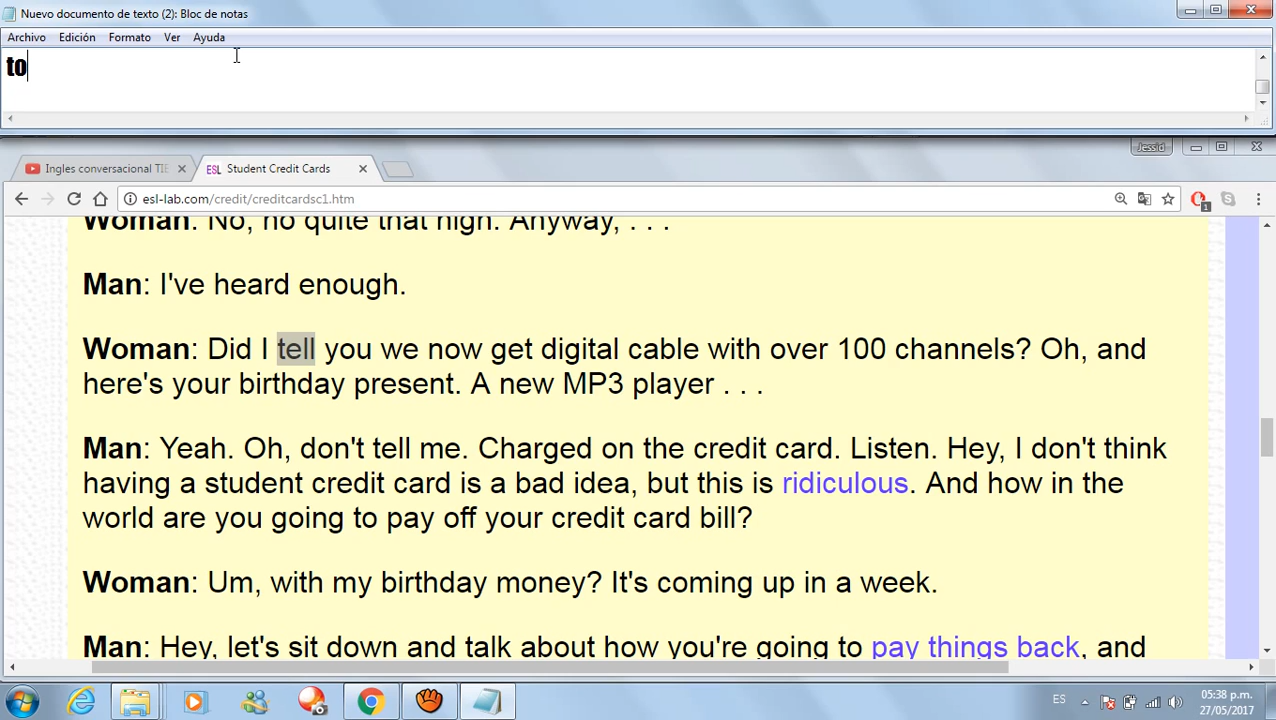 Nuevo documento de texto (2): Bloc de notas
Archivo Edición Formato Ver Ayuda
to
Jessid
Ingles conversacional TIE
ESL Student Credit Cards
esl-lab.com/credit/creditcardsc1.htm
1
Woman: No, no quite that high. Anyway, . . .
Man: I've heard enough.
Woman: Did I tell you we now get digital cable with over 100 channels? Oh, and
here's your birthday present. A new MP3 player . . .
Man: Yeah. Oh, don't tell me. Charged on the credit card. Listen. Hey, I don't think
having a student credit card is a bad idea, but this is ridiculous. And how in the
world are you going to pay off your credit card bill?
Woman: Um, with my birthday money? It's coming up in a week.
Man: Hey, let's sit down and talk about how you're going to pay things back, and
ES
05:38 p.m.
27/05/2017